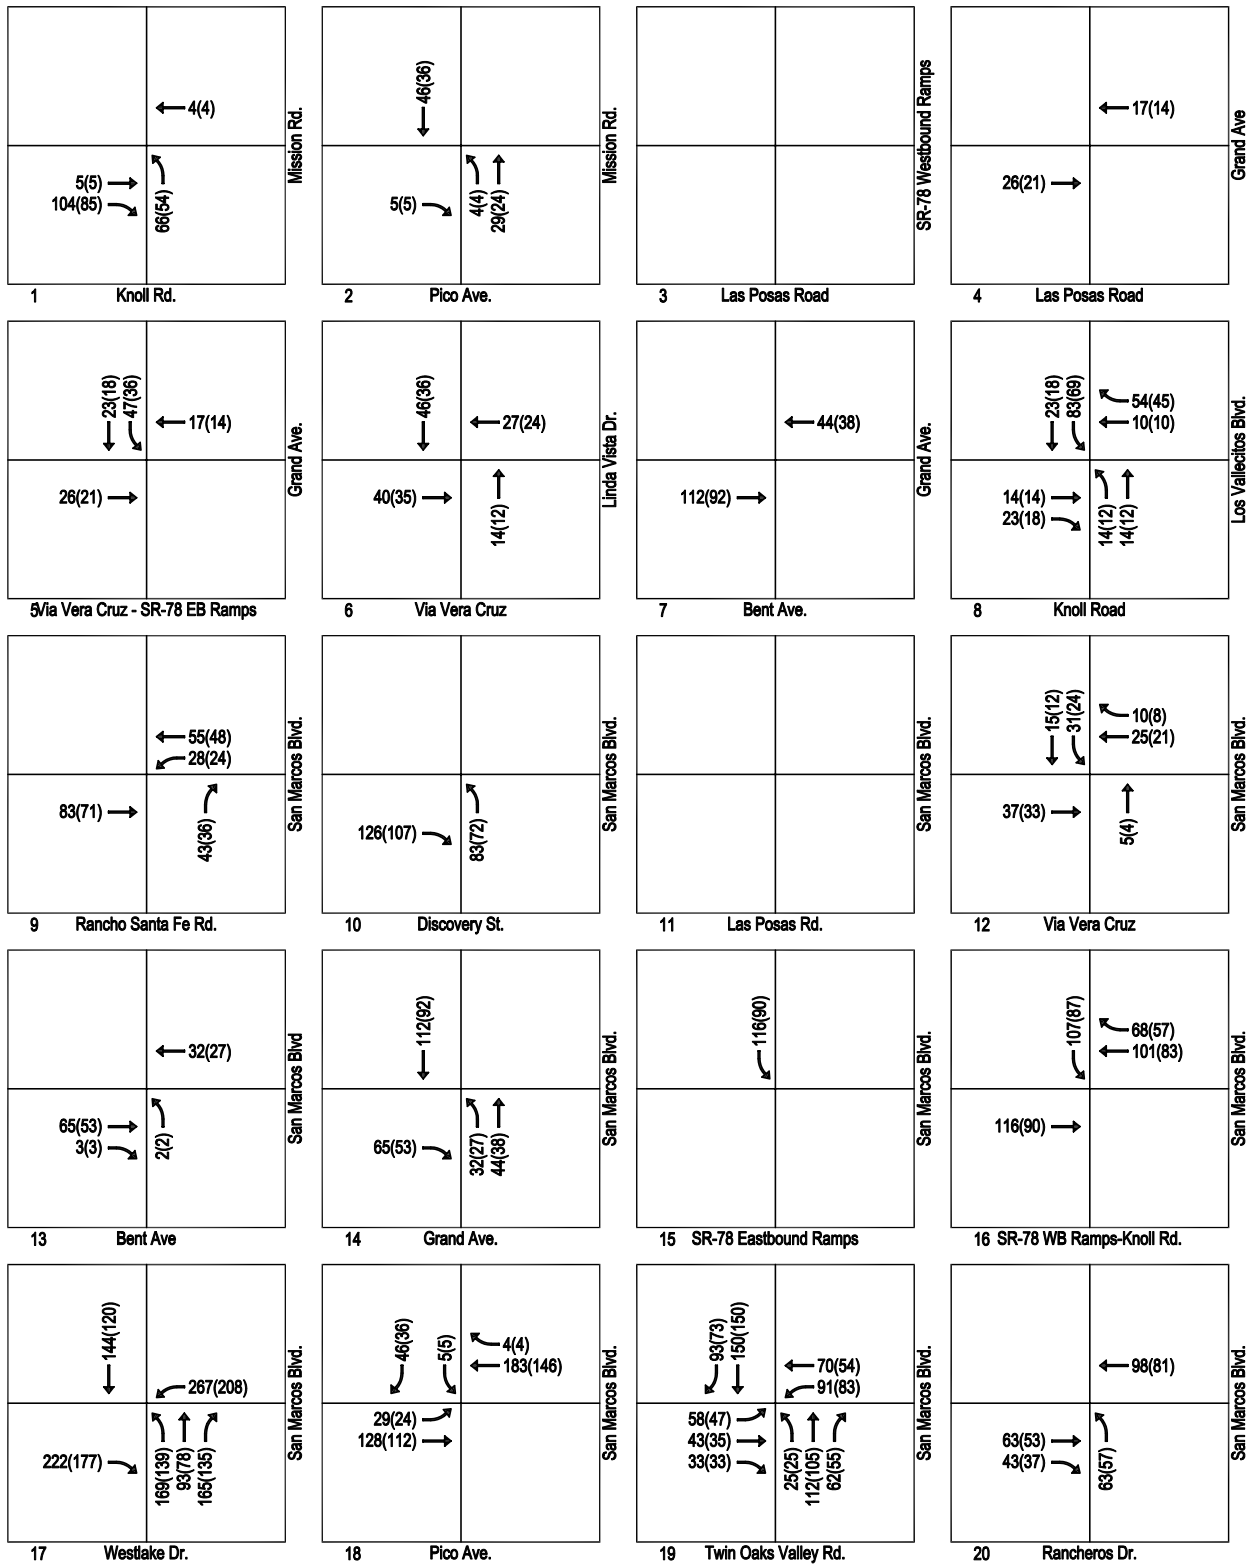 4(4)
5(5)
104(85)
66(54)
Mission Rd.
1 Knoll Rd.
46(36)
5(5)
4(4)
29(24)
Mission Rd.
2 Pico Ave.
SR-78 Westbound Ramps
3 Las Posas Road
17(14)
26(21)
Grand Ave
4 Las Posas Road
23(18)
47(36)
17(14)
26(21)
Grand Ave.
5 Via Vera Cruz - SR-78 EB Ramps
46(36)
27(24)
40(35)
14(12)
Linda Vista Dr.
6 Via Vera Cruz
44(38)
112(92)
Grand Ave.
7 Bent Ave.
23(18)
83(69)
54(45)
10(10)
14(14)
23(18)
14(12)
14(12)
Los Vallecitos Blvd.
8 Knoll Road
55(48)
28(24)
83(71)
43(36)
San Marcos Blvd.
9 Rancho Santa Fe Rd.
126(107)
83(72)
San Marcos Blvd.
10 Discovery St.
San Marcos Blvd.
11 Las Posas Rd.
15(12)
31(24)
10(8)
25(21)
37(33)
5(4)
San Marcos Blvd.
12 Via Vera Cruz
32(27)
65(53)
3(3)
2(2)
San Marcos Blvd
13 Bent Ave
112(92)
65(53)
32(27)
44(38)
San Marcos Blvd.
14 Grand Ave.
116(90)
San Marcos Blvd.
15 SR-78 Eastbound Ramps
107(87)
68(57)
101(83)
116(90)
San Marcos Blvd.
16 SR-78 WB Ramps-Knoll Rd.
144(120)
267(208)
222(177)
169(139)
93(78)
165(135)
San Marcos Blvd.
17 Westlake Dr.
46(36)
5(5)
4(4)
183(146)
29(24)
128(112)
San Marcos Blvd.
18 Pico Ave.
93(73)
150(150)
70(54)
91(83)
58(47)
43(35)
33(33)
25(25)
112(105)
62(55)
San Marcos Blvd.
19 Twin Oaks Valley Rd.
98(81)
63(53)
43(37)
63(57)
San Marcos Blvd.
20 Rancheros Dr.